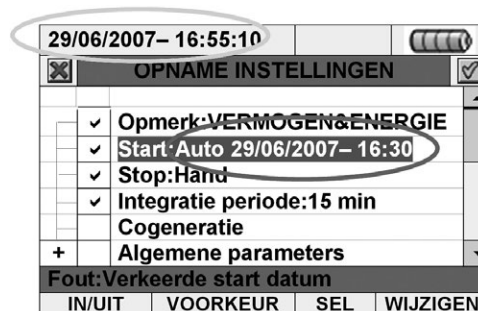 29/06/2007– 16:55:10
OPNAME INSTELLINGEN
Opmerk:VERMOGEN&ENERGIE
Start:Auto 29/06/2007– 16:30
Stop:Hand
Integratie periode:15 min
Cogeneratie
+ Algemene parameters
Fout:Verkeerde start datum
IN/UIT VOORKEUR SEL WIJZIGEN